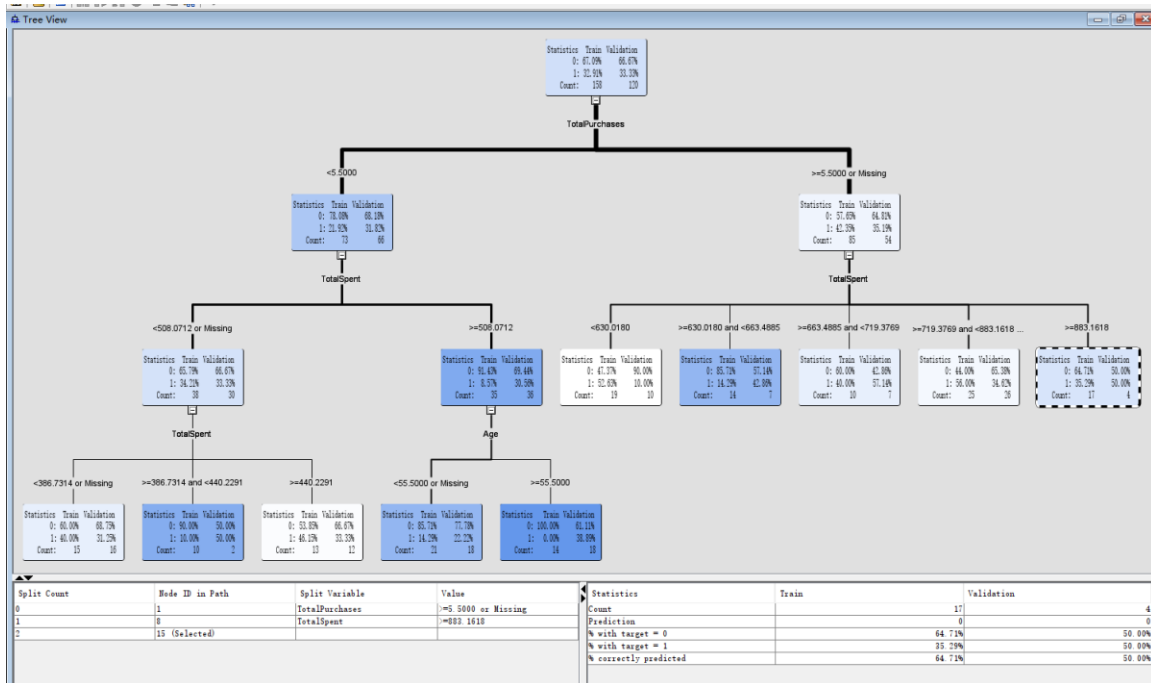 Tree View
Statistics Train Validation
0: 67.09% 66.67%
1: 32.91% 33.33%
Count: 158 120
TotalPurchases
<5.5000
>=5.5000 or Missing
Statistics Train Validation
0: 78.08% 68.18%
1: 21.92% 31.82%
Count: 73 66
Statistics Train Validation
0: 57.65% 64.81%
1: 42.35% 35.19%
Count: 85 54
TotalSpent
TotalSpent
<508.0712 or Missing
>=508.0712
<630.0180
>=630.0180 and <663.4885
>=663.4885 and <719.3769
>=719.3769 and <883.1618 ...
>=883.1618
Statistics Train Validation
0: 65.79% 66.67%
1: 34.21% 33.33%
Count: 38 30
Statistics Train Validation
0: 91.43% 69.44%
1: 8.57% 30.56%
Count: 35 36
Statistics Train Validation
0: 47.37% 90.00%
1: 52.63% 10.00%
Count: 19 10
Statistics Train Validation
0: 85.71% 57.14%
1: 14.29% 42.86%
Count: 14 7
Statistics Train Validation
0: 60.00% 42.86%
1: 40.00% 57.14%
Count: 10 7
Statistics Train Validation
0: 44.00% 65.38%
1: 56.00% 34.62%
Count: 25 26
Statistics Train Validation
0: 64.71% 50.00%
1: 35.29% 50.00%
Count: 17 4
TotalSpent
Age
<386.7314 or Missing
>=386.7314 and <440.2291
>=440.2291
<55.5000 or Missing
>=55.5000
Statistics Train Validation
0: 60.00% 68.75%
1: 40.00% 31.25%
Count: 15 16
Statistics Train Validation
0: 90.00% 50.00%
1: 10.00% 50.00%
Count: 10 2
Statistics Train Validation
0: 53.85% 66.67%
1: 46.15% 33.33%
Count: 13 12
Statistics Train Validation
0: 85.71% 77.78%
1: 14.29% 22.22%
Count: 21 18
Statistics Train Validation
0: 100.00% 61.11%
1: 0.00% 38.89%
Count: 14 18
Split Count Node ID in Path Split Variable Value
0 1 TotalPurchases >=5.5000 or Missing
1 8 TotalSpent >=883.1618
2 15 (Selected)
Statistics Train Validation
Count 17 4
Prediction 0 0
% with target = 0 64.71% 50.00%
% with target = 1 35.29% 50.00%
% correctly predicted 64.71% 50.00%